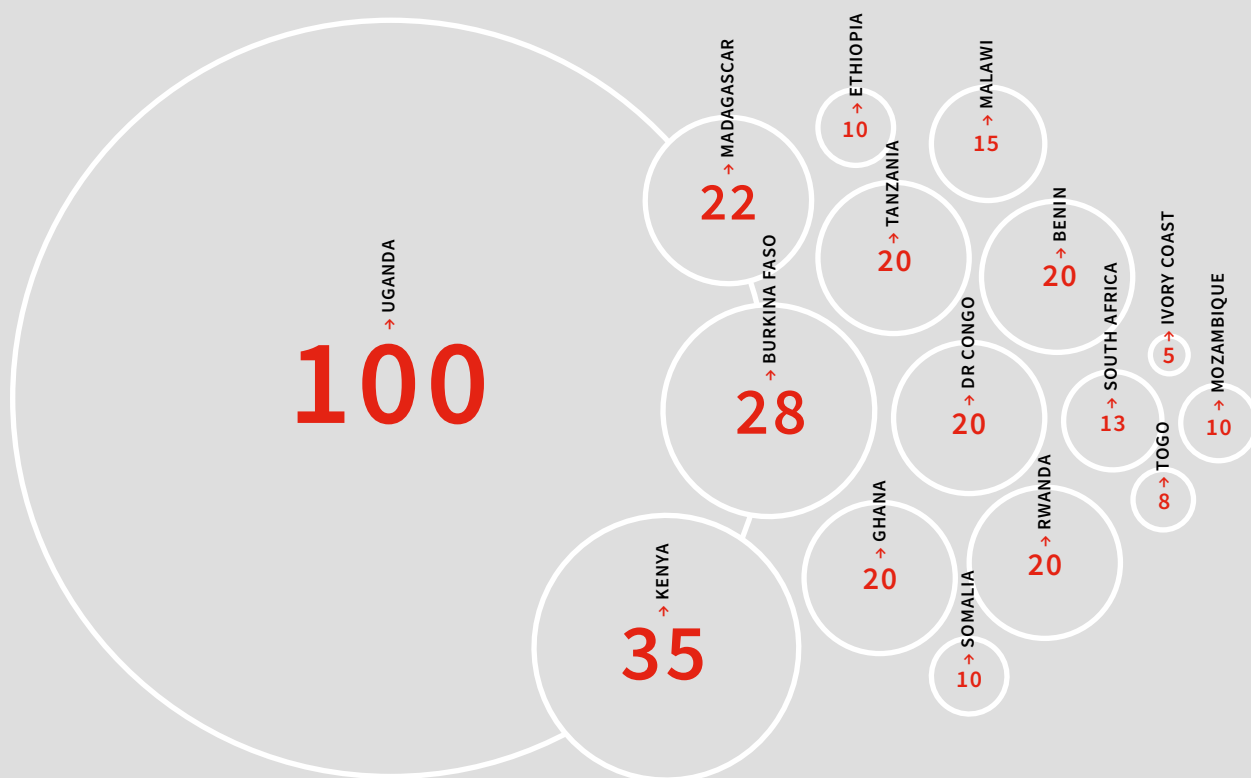 UGANDA
→
100
MADAGASCAR
→
22
BURKINA FASO
→
28
KENYA
→
35
ETHIOPIA
→
10
TANZANIA
→
20
MALAWI
→
15
BENIN
→
20
DR CONGO
→
20
GHANA
→
20
RWANDA
→
20
SOMALIA
→
10
SOUTH AFRICA
→
13
IVORY COAST
→
5
MOZAMBIQUE
→
10
TOGO
→
8